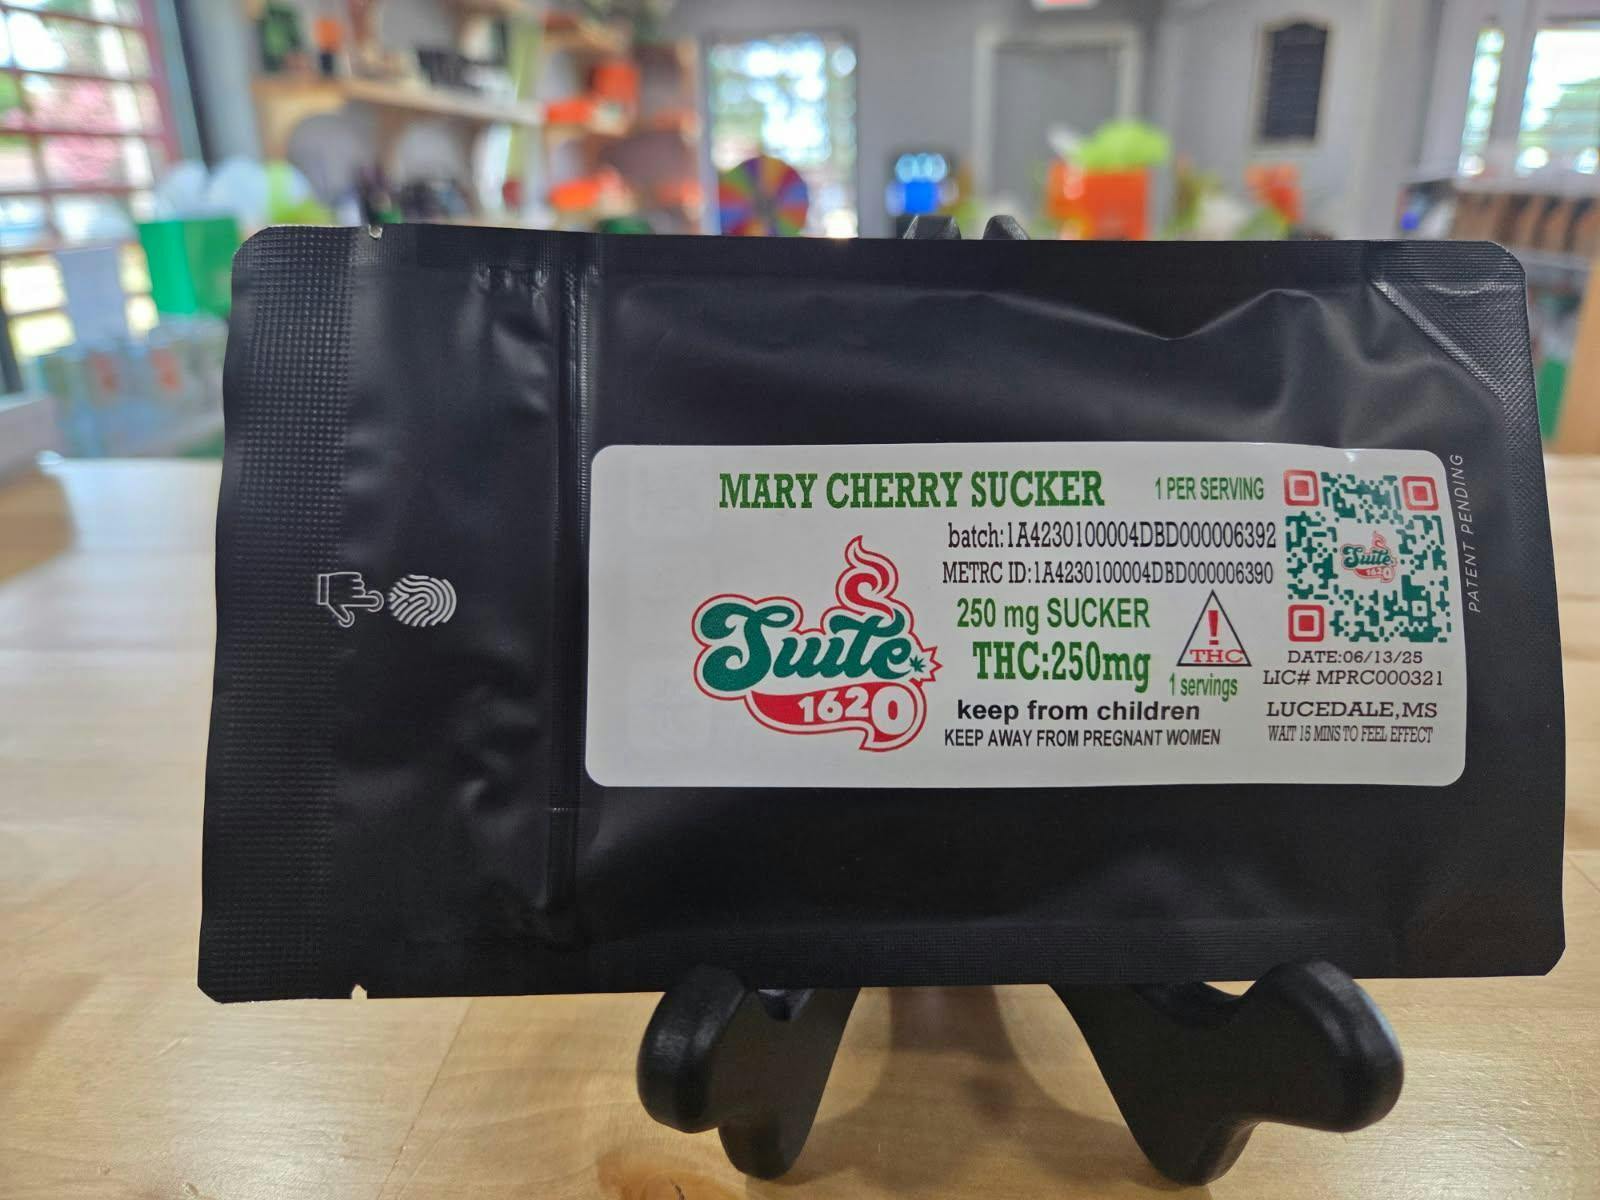 MARY CHERRY SUCKER 1 PER SERVING
batch:1A4230100004DBD000006392
METRC ID:1A4230100004DBD000006390
Suite
1620
250 mg SUCKER
THC:250mg
! THC
1 servings
keep from children
KEEP AWAY FROM PREGNANT WOMEN
Suite
1620
DATE:06/13/25
LIC# MPRC000321
LUCEDALE,MS
WAIT 15 MINS TO FEEL EFFECT
PATENT PENDING